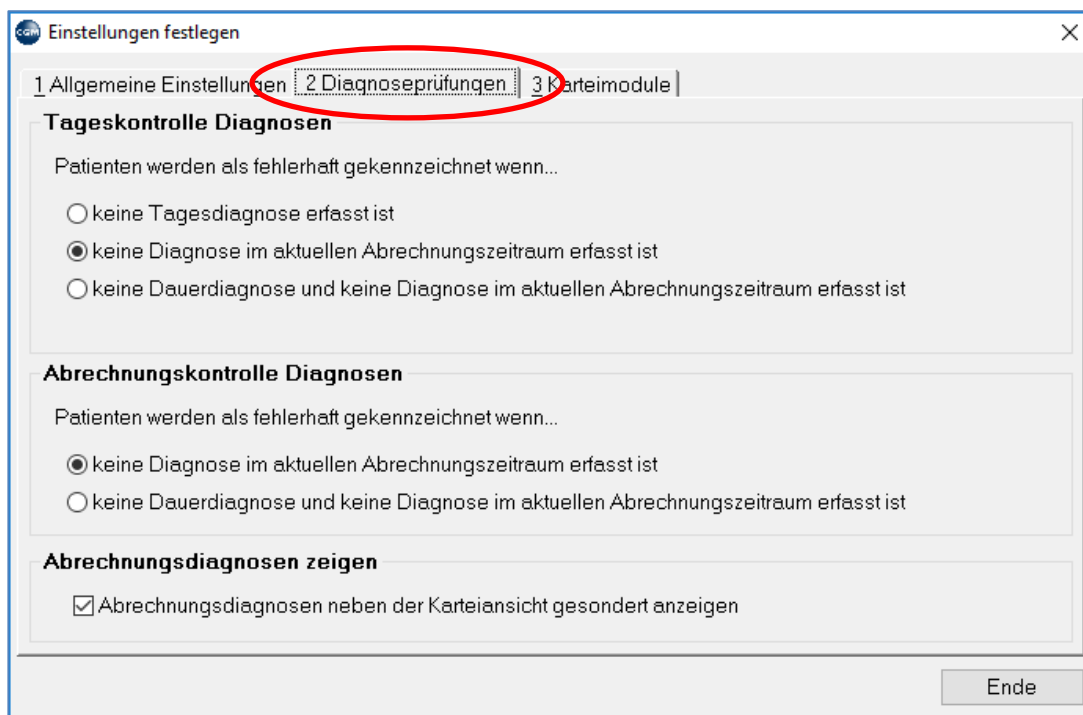 CGM Einstellungen festlegen
1 Allgemeine Einstellungen 2 Diagnoseprüfungen 3 Karteimodule
Tageskontrolle Diagnosen
Patienten werden als fehlerhaft gekennzeichnet wenn...
keine Tagesdiagnose erfasst ist
keine Diagnose im aktuellen Abrechnungszeitraum erfasst ist
keine Dauerdiagnose und keine Diagnose im aktuellen Abrechnungszeitraum erfasst ist
Abrechnungskontrolle Diagnosen
Patienten werden als fehlerhaft gekennzeichnet wenn...
keine Diagnose im aktuellen Abrechnungszeitraum erfasst ist
keine Dauerdiagnose und keine Diagnose im aktuellen Abrechnungszeitraum erfasst ist
Abrechnungsdiagnosen zeigen
Abrechnungsdiagnosen neben der Karteiansicht gesondert anzeigen
Ende